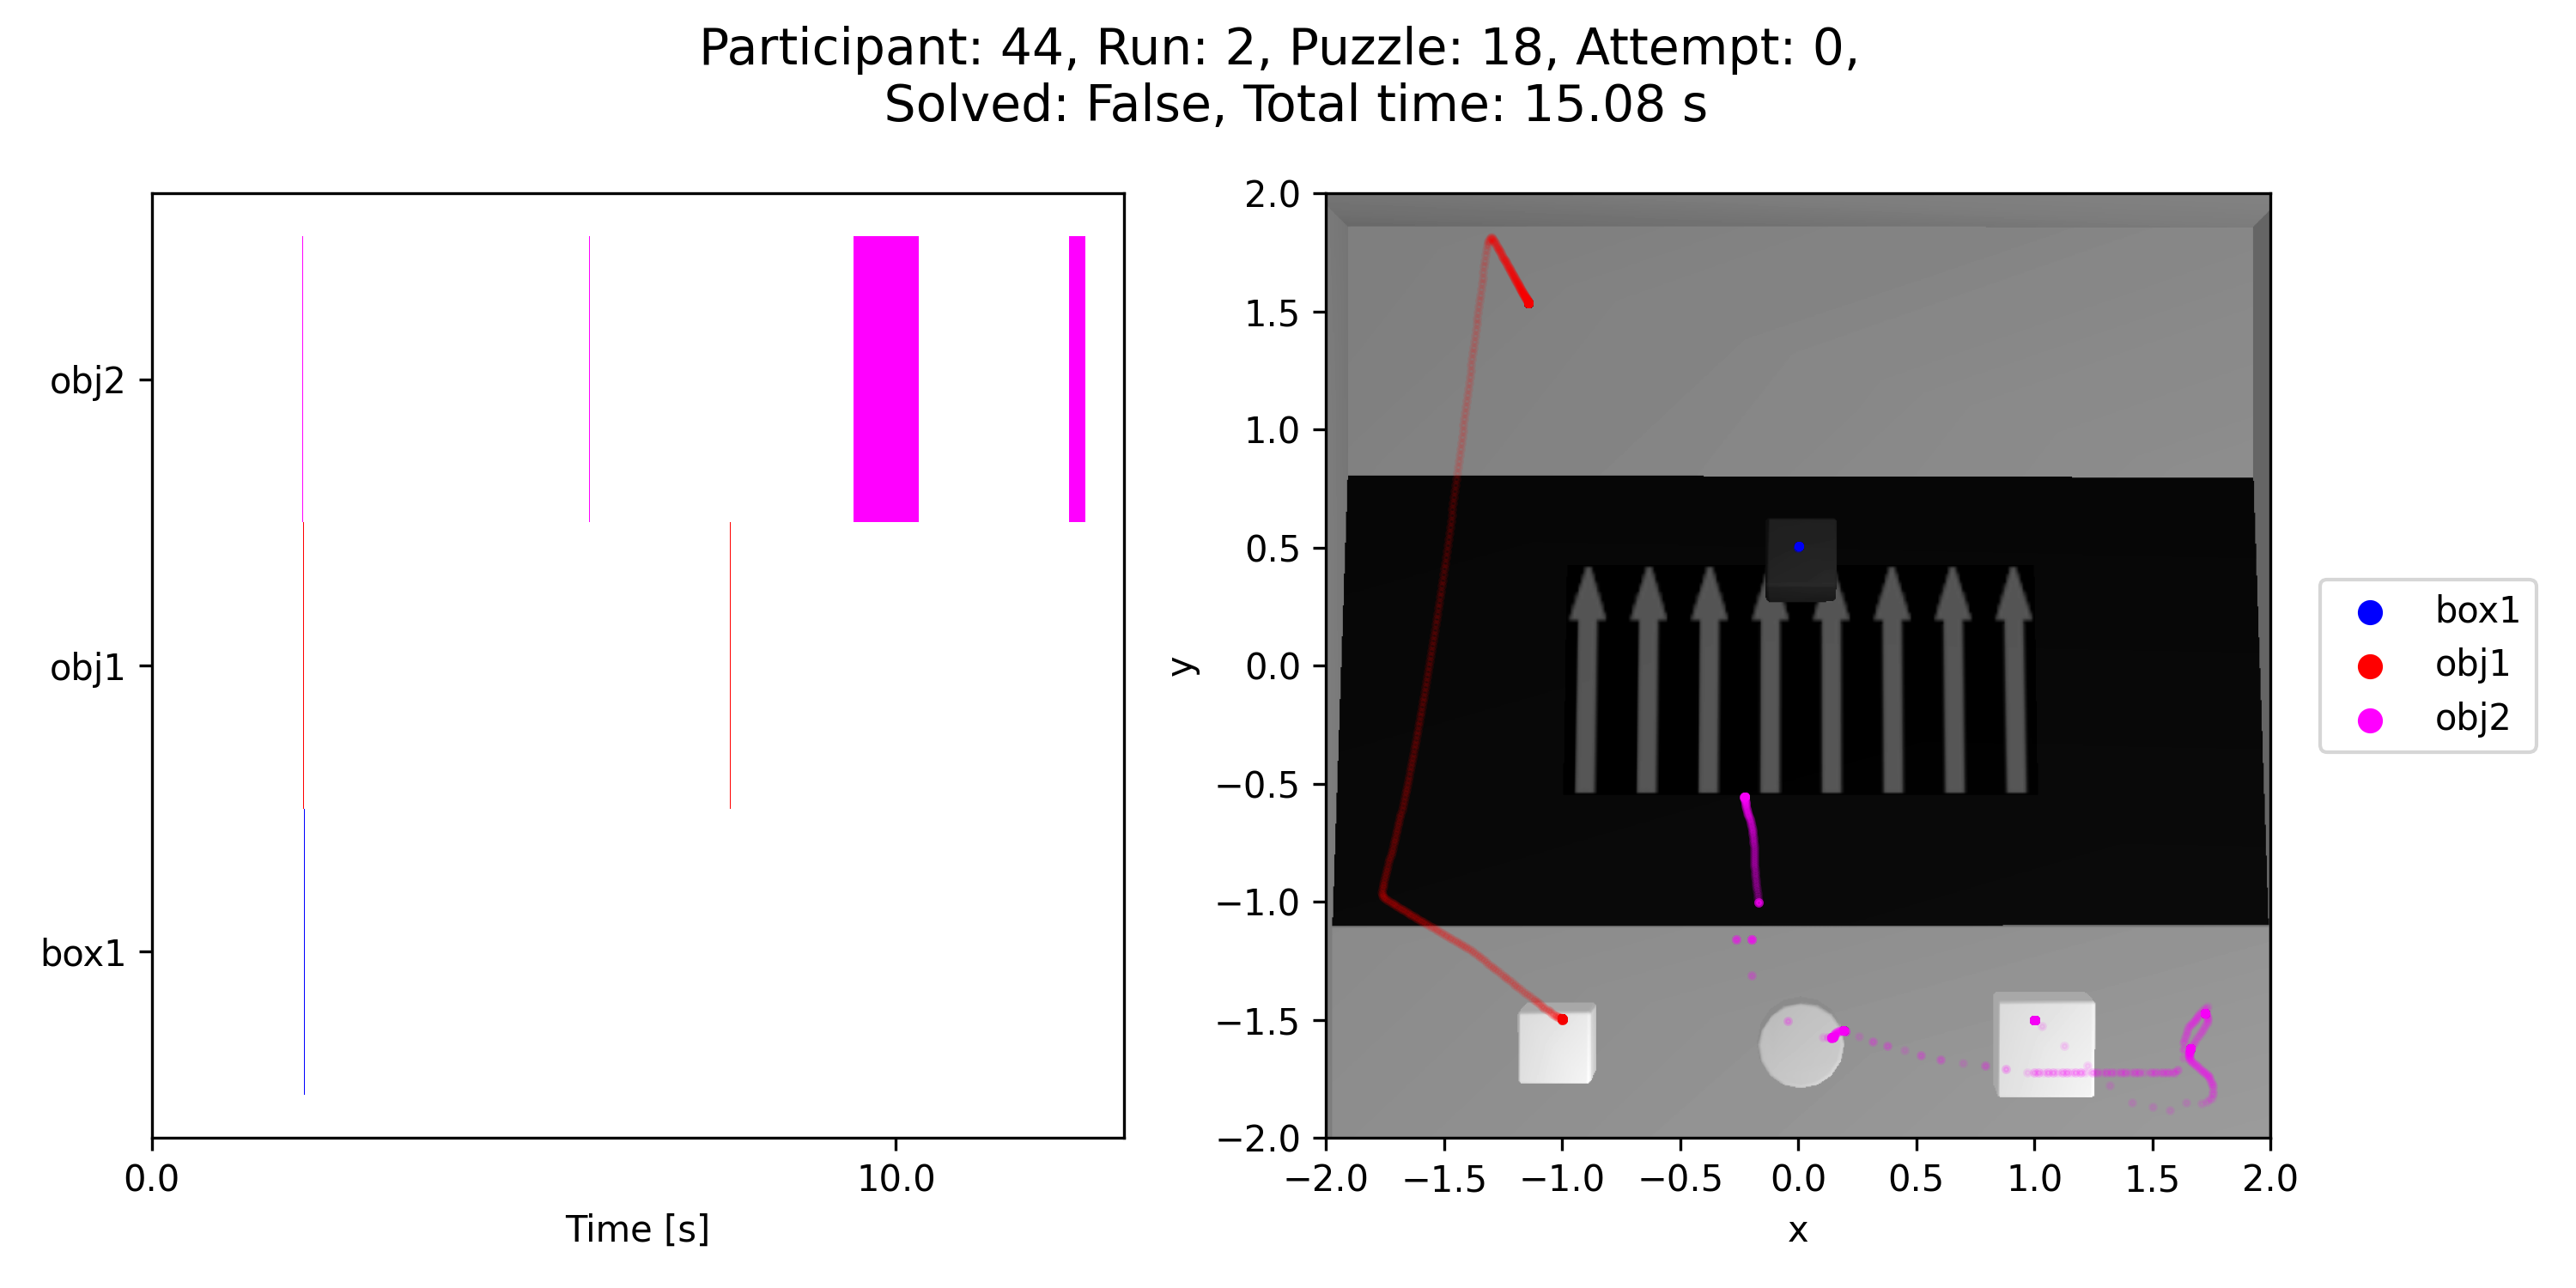 Participant: 44, Run: 2, Puzzle: 18, Attempt: 0,
Solved: False, Total time: 15.08 s
obj2
obj1
box1
0.0
10.0
Time [s]
2.0
1.5
1.0
0.5
0.0
−0.5
−1.0
−1.5
−2.0
y
−2.0
−1.5
−1.0
−0.5
0.0
0.5
1.0
1.5
2.0
x
box1
obj1
obj2